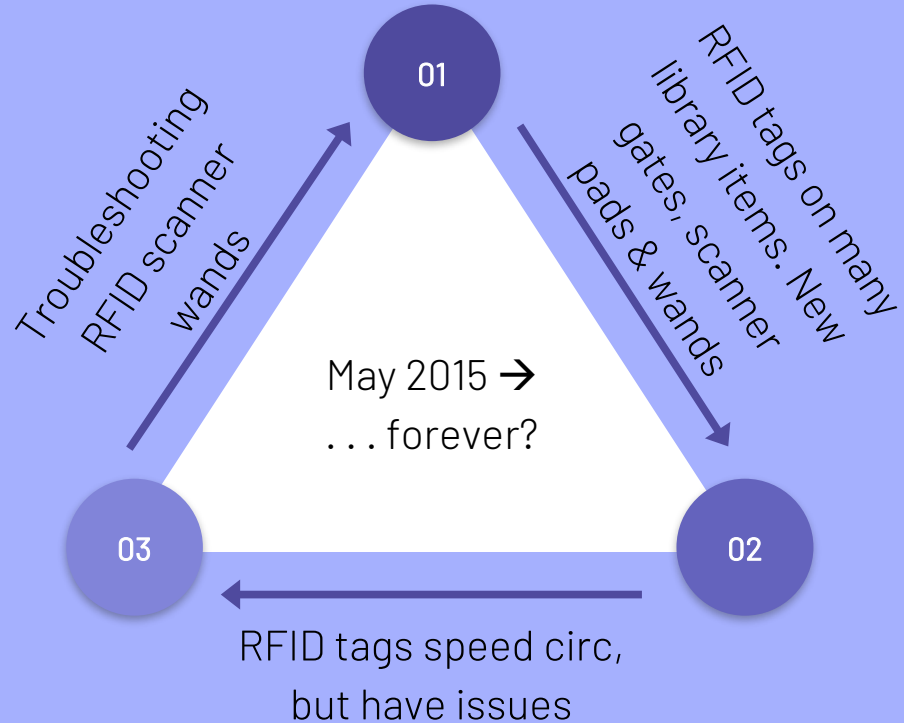 01
RFID tags on many
library items. New
gates, scanner
pads & wands
02
RFID tags speed circ,
but have issues
03
Troubleshooting
RFID scanner
wands
May 2015 →
. . . forever?